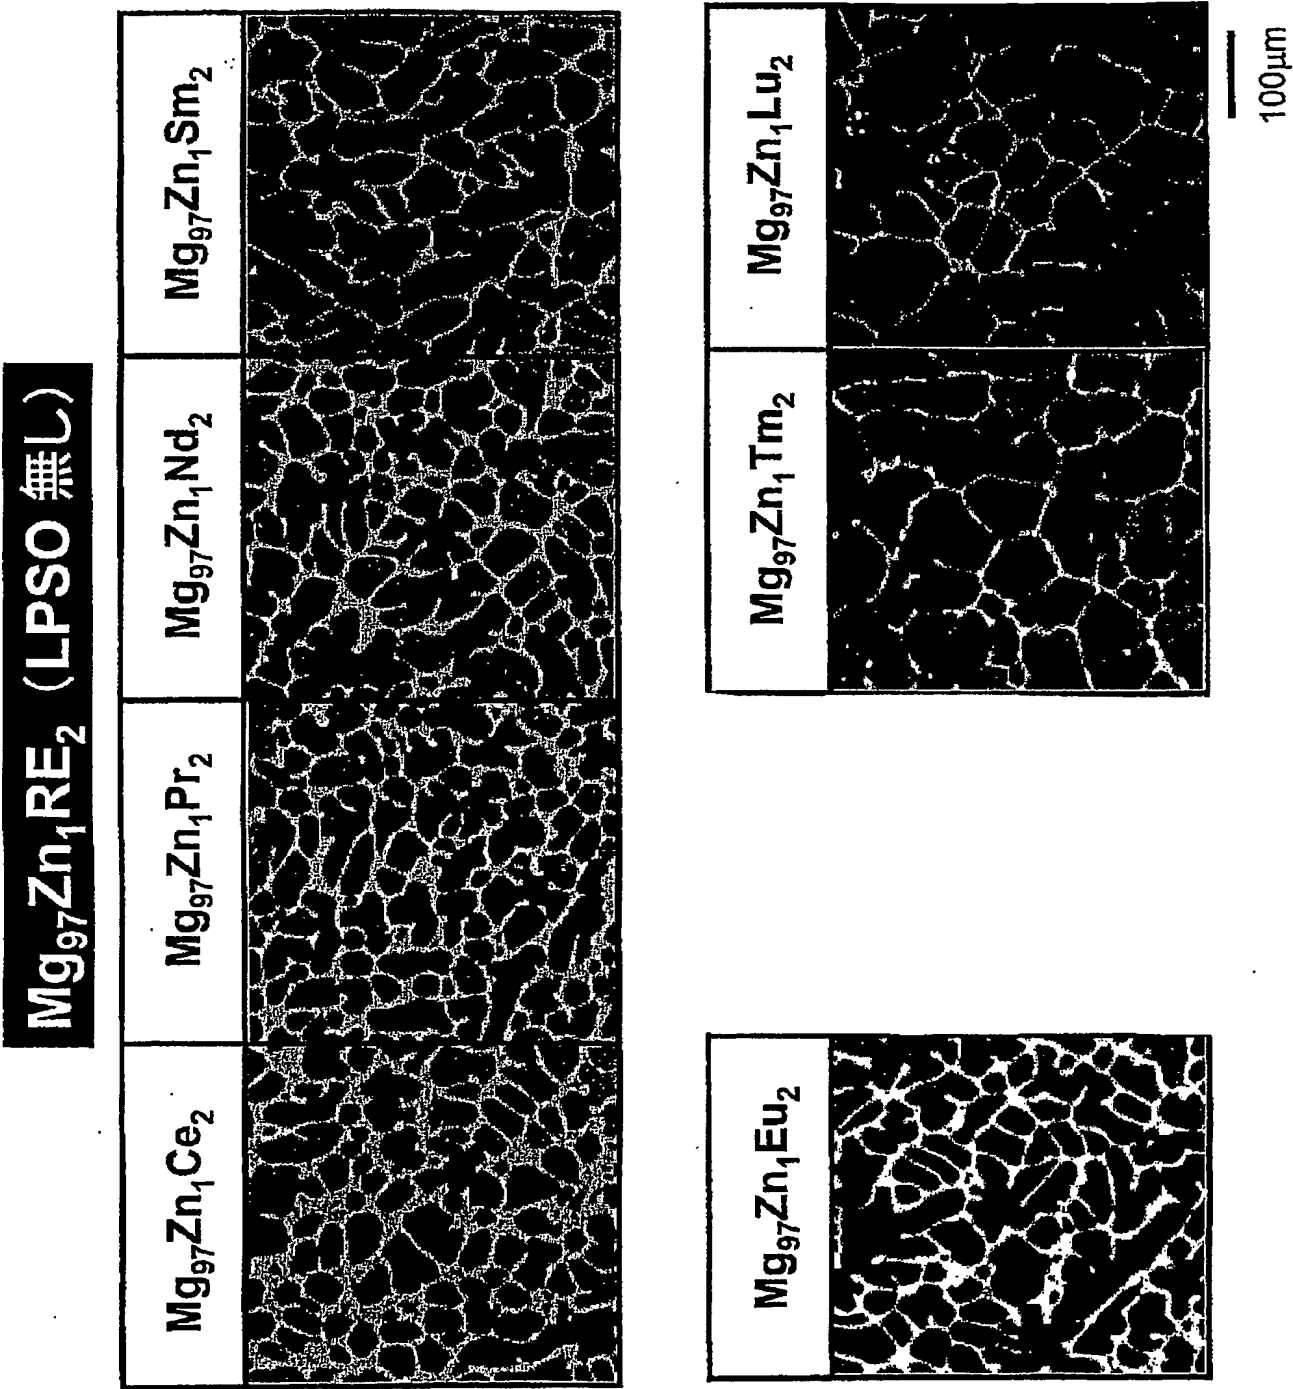 Mg₉₇Zn₁RE₂ (LPSO 無し)
Mg₉₇Zn₁Ce₂
Mg₉₇Zn₁Pr₂
Mg₉₇Zn₁Nd₂
Mg₉₇Zn₁Sm₂
Mg₉₇Zn₁Eu₂
Mg₉₇Zn₁Tm₂
Mg₉₇Zn₁Lu₂
100μm